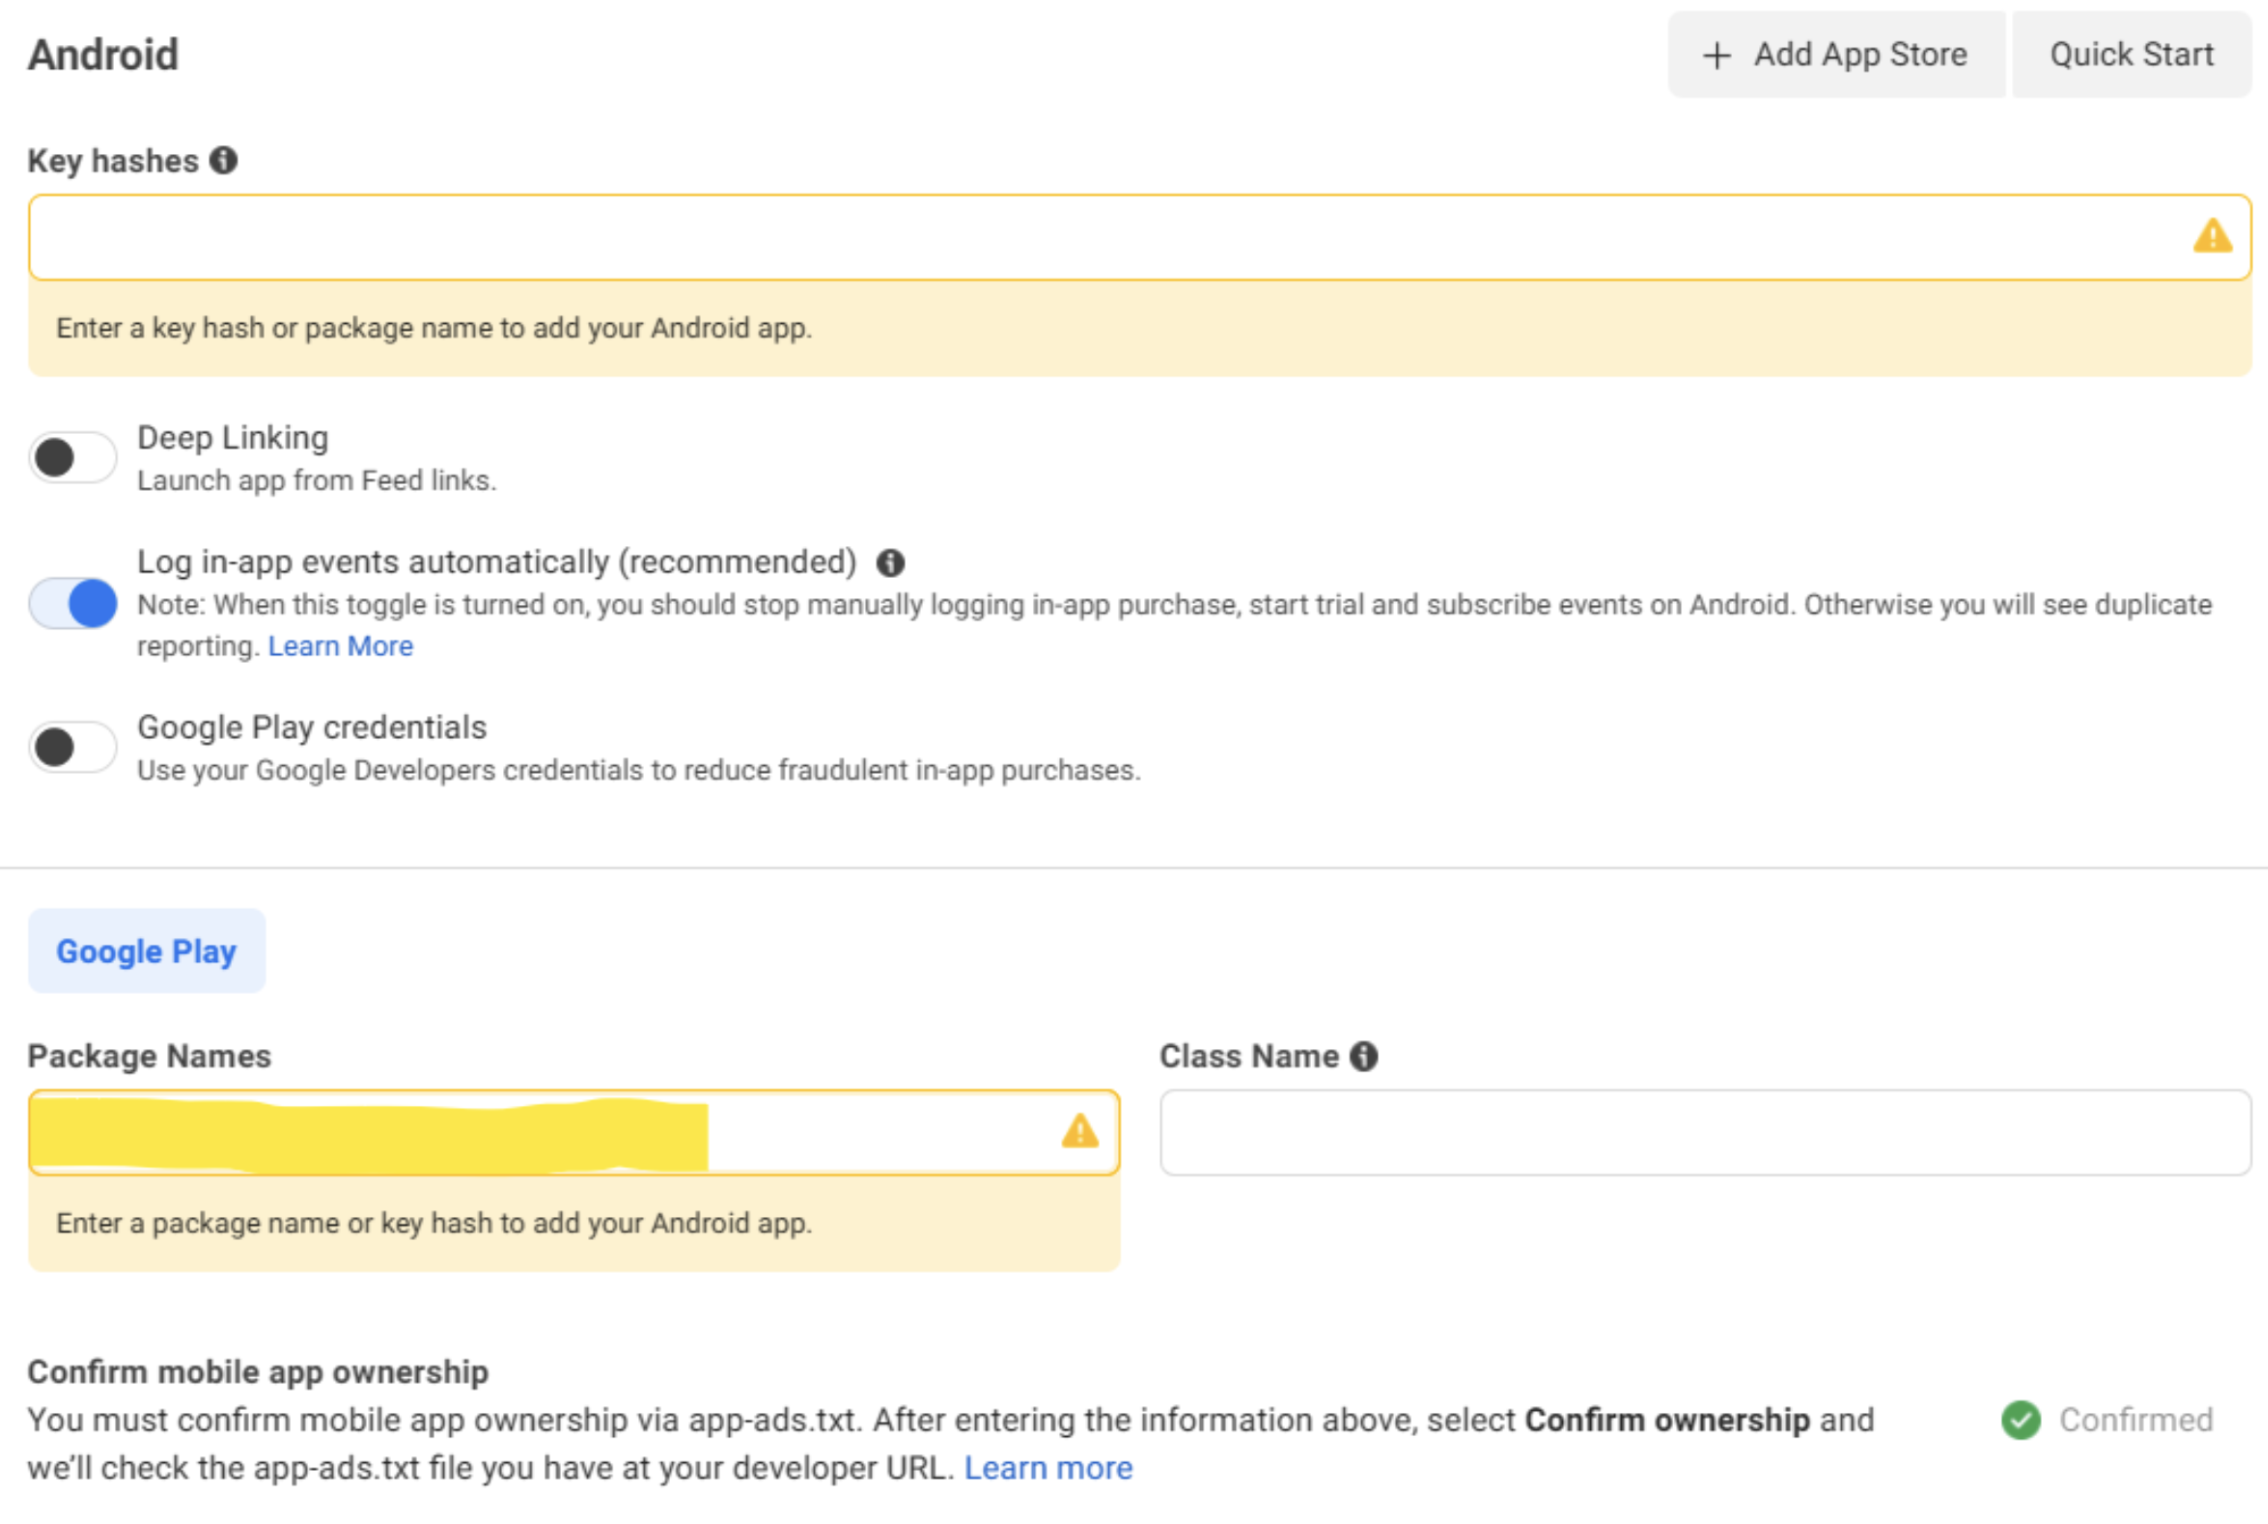 Android
+ Add App Store
Quick Start
Key hashes
Enter a key hash or package name to add your Android app.
Deep Linking
Launch app from Feed links.
Log in-app events automatically (recommended)
Note: When this toggle is turned on, you should stop manually logging in-app purchase, start trial and subscribe events on Android. Otherwise you will see duplicate
reporting. Learn More
Google Play credentials
Use your Google Developers credentials to reduce fraudulent in-app purchases.
Google Play
Package Names
Class Name
Enter a package name or key hash to add your Android app.
Confirm mobile app ownership
You must confirm mobile app ownership via app-ads.txt. After entering the information above, select Confirm ownership and
we’ll check the app-ads.txt file you have at your developer URL. Learn more
Confirmed